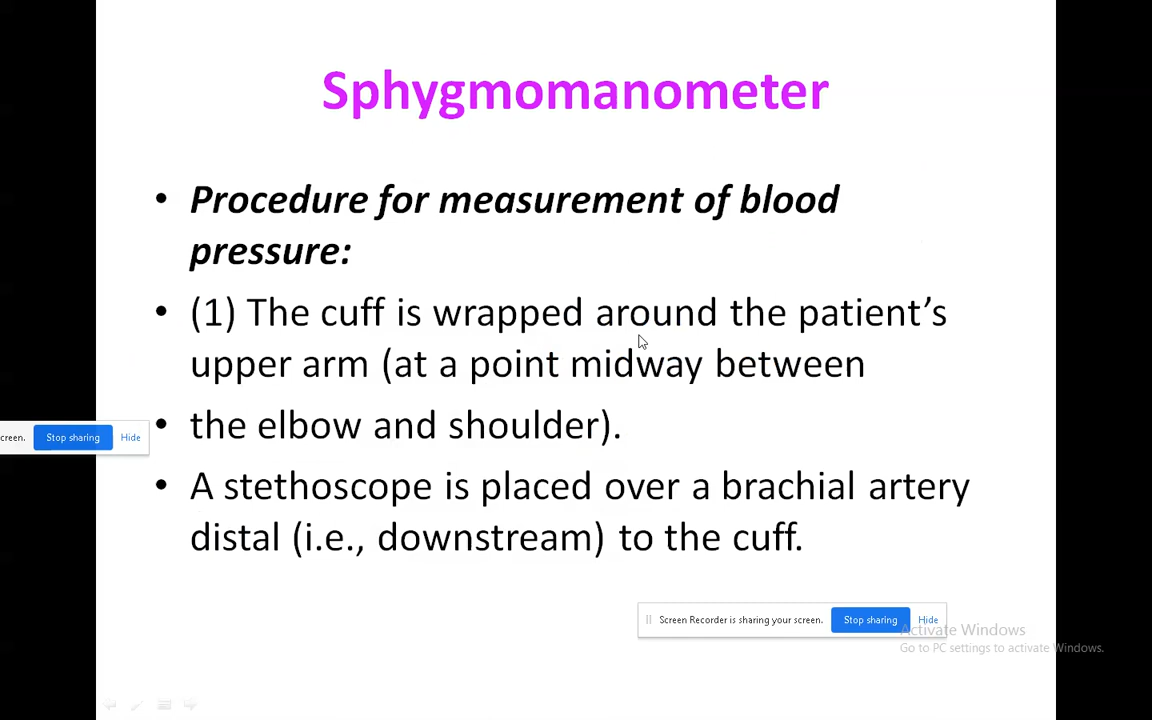 Sphygmomanometer
• Procedure for measurement of blood
pressure:
• (1) The cuff is wrapped around the patient’s
upper arm (at a point midway between
• the elbow and shoulder).
creen. Stop sharing Hide
• A stethoscope is placed over a brachial artery
distal (i.e., downstream) to the cuff.
Screen Recorder is sharing your screen. Stop sharing Hide
Activate Windows
Go to PC settings to activate Windows.